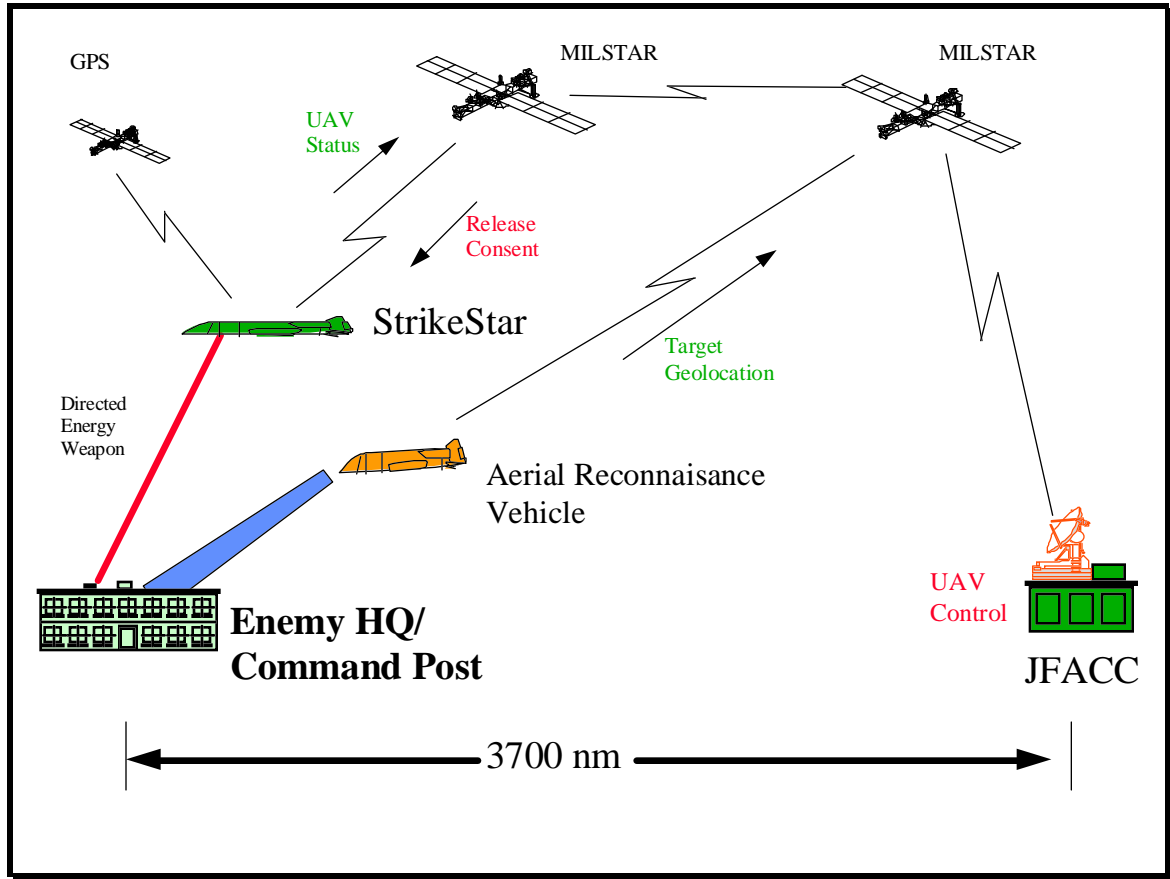 GPS
MILSTAR
MILSTAR
UAV
Status
Release
Consent
StrikeStar
Target
Geolocation
Directed
Energy
Weapon
Aerial Reconnaisance
Vehicle
UAV
Control
Enemy HQ/
Command Post
JFACC
3700 nm